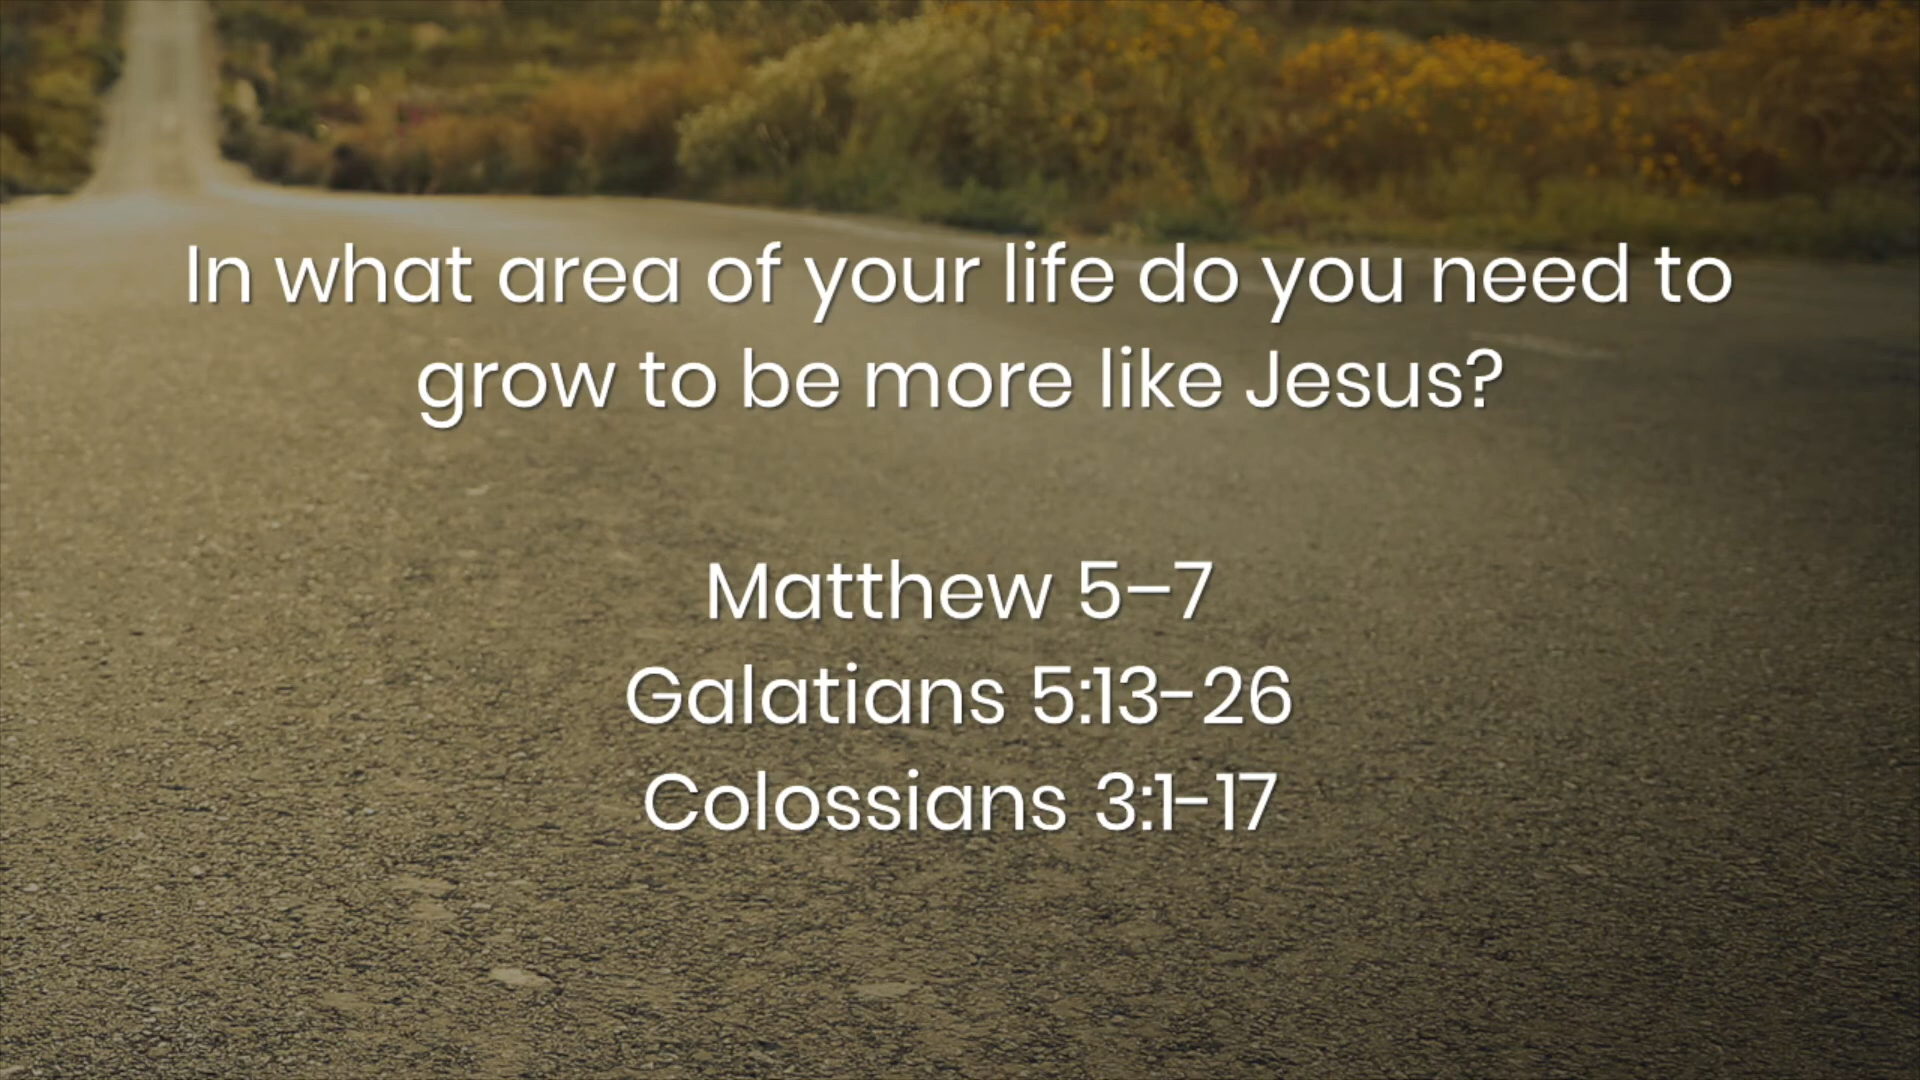 In what area of your life do you need to
grow to be more like Jesus?
Matthew 5–7
Galatians 5:13-26
Colossians 3:1-17